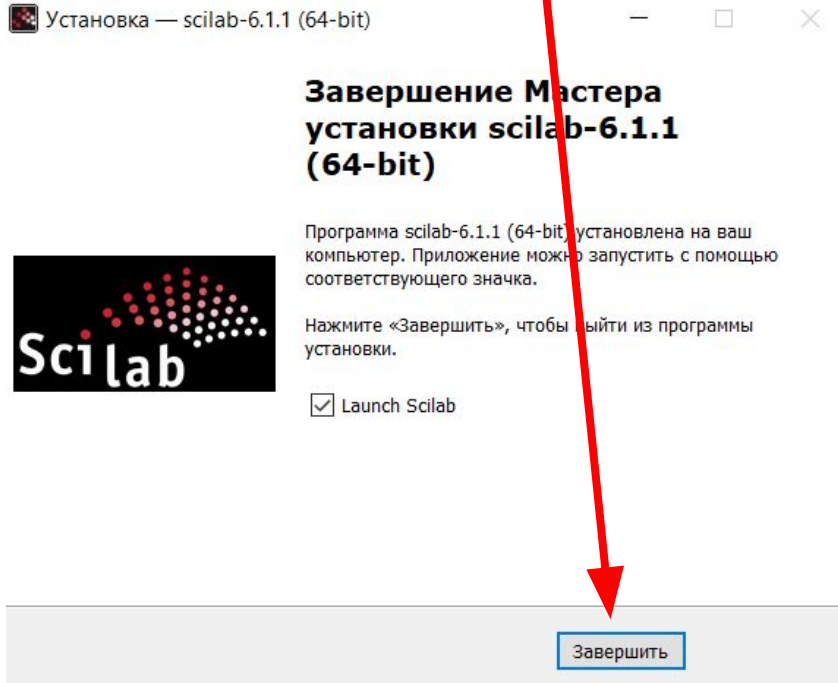 Установка — scilab-6.1.1 (64-bit)
Завершение Мастера
установки scilab-6.1.1
(64-bit)
Программа scilab-6.1.1 (64-bit) установлена на ваш
компьютер. Приложение можно запустить с помощью
соответствующего значка.
Нажмите «Завершить», чтобы выйти из программы
установки.
Scilab
Launch Scilab
Завершить